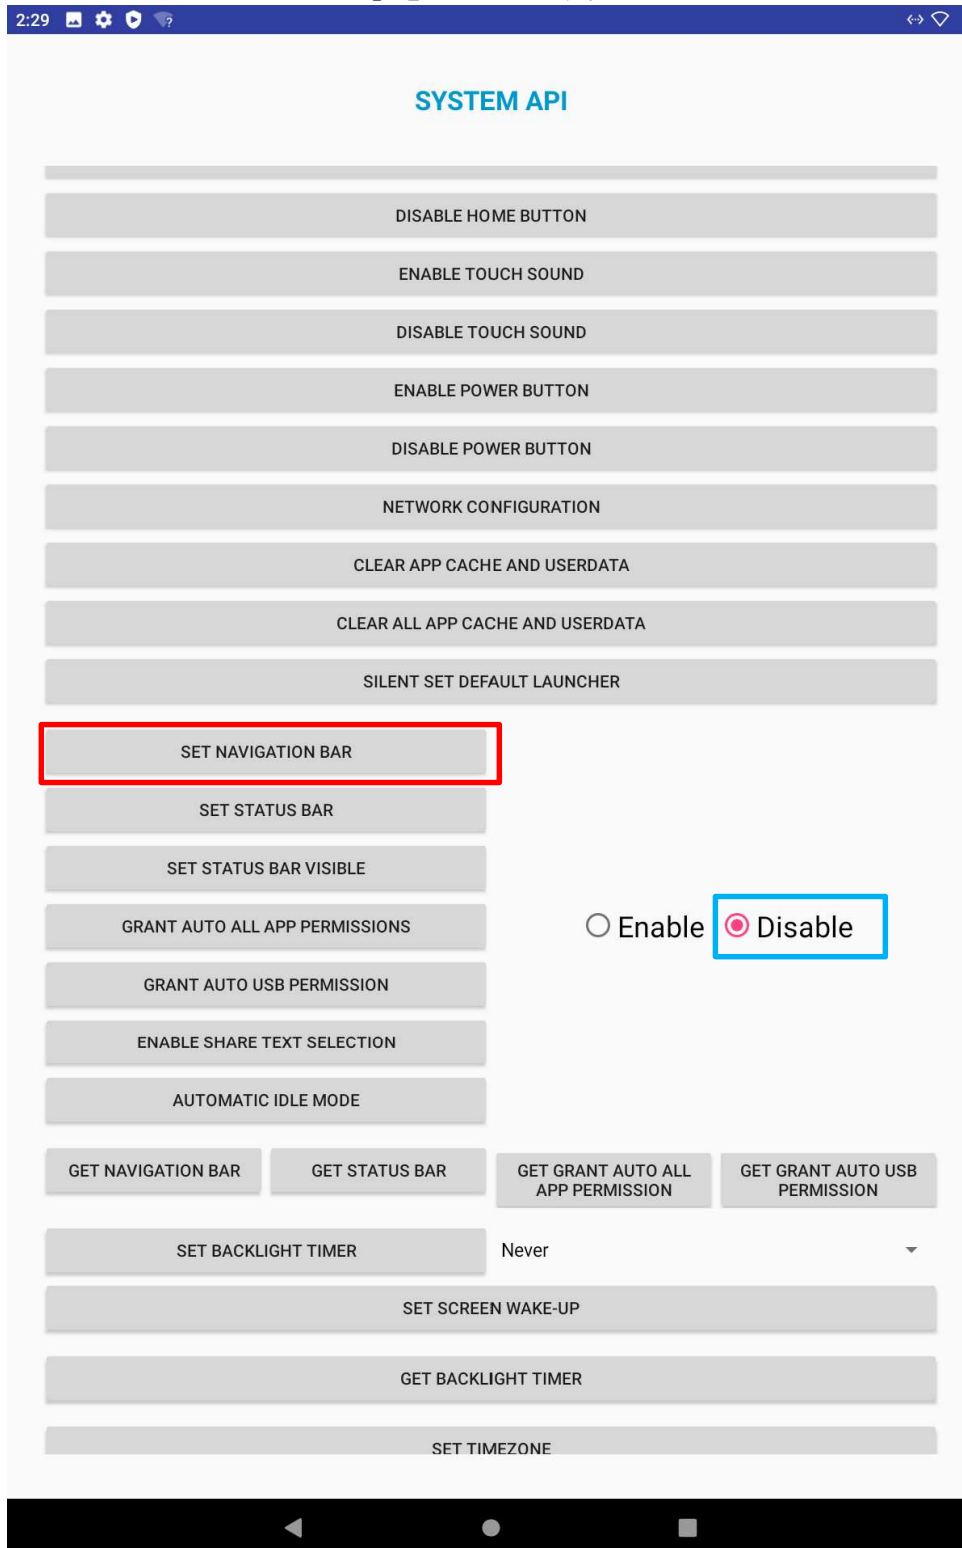 2:29
SYSTEM API
DISABLE HOME BUTTON
ENABLE TOUCH SOUND
DISABLE TOUCH SOUND
ENABLE POWER BUTTON
DISABLE POWER BUTTON
NETWORK CONFIGURATION
CLEAR APP CACHE AND USERDATA
CLEAR ALL APP CACHE AND USERDATA
SILENT SET DEFAULT LAUNCHER
SET NAVIGATION BAR
SET STATUS BAR
SET STATUS BAR VISIBLE
GRANT AUTO ALL APP PERMISSIONS
Enable Disable
GRANT AUTO USB PERMISSION
ENABLE SHARE TEXT SELECTION
AUTOMATIC IDLE MODE
GET NAVIGATION BAR
GET STATUS BAR
GET GRANT AUTO ALL
APP PERMISSION
GET GRANT AUTO USB
PERMISSION
SET BACKLIGHT TIMER
Never
SET SCREEN WAKE-UP
GET BACKLIGHT TIMER
SET TIMEZONE